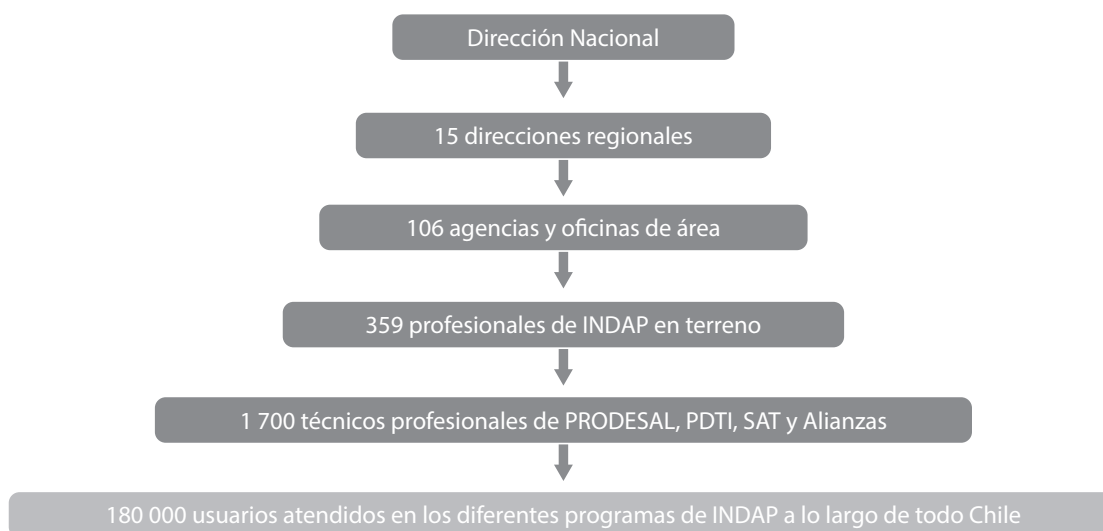 Dirección Nacional
15 direcciones regionales
106 agencias y oficinas de área
359 profesionales de INDAP en terreno
1 700 técnicos profesionales de PRODESAL, PDTI, SAT y Alianzas
180 000 usuarios atendidos en los diferentes programas de INDAP a lo largo de todo Chile